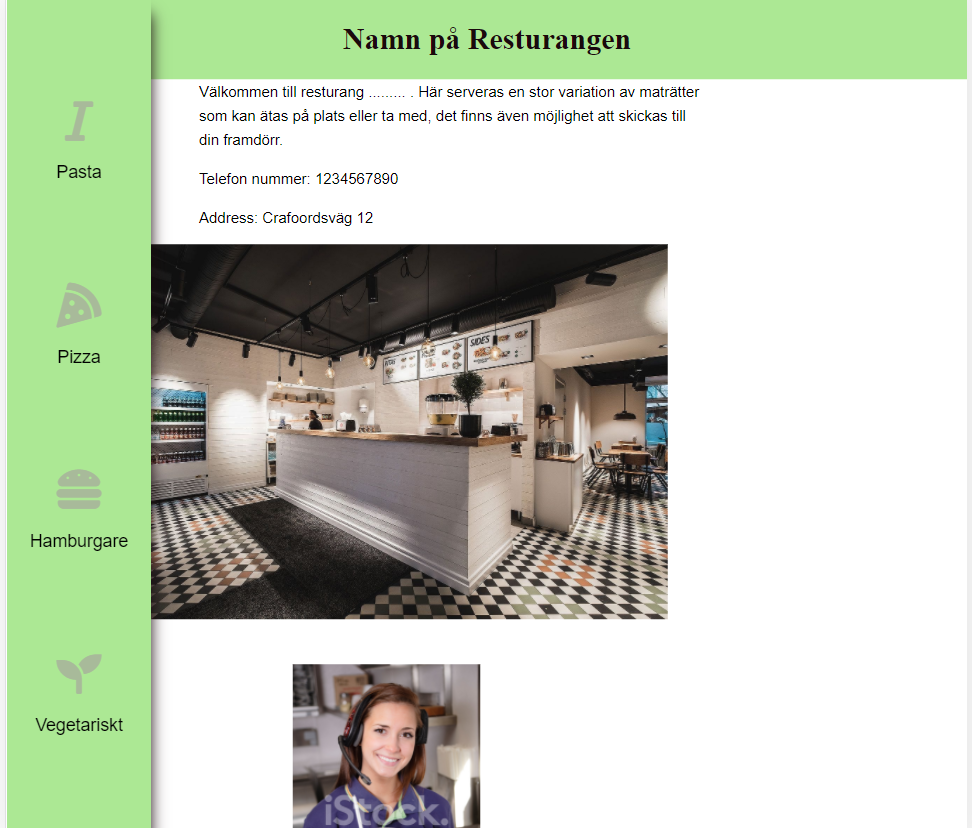 Namn på Resturangen
Välkommen till resturang ......... . Här serveras en stor variation av maträtter
som kan ätas på plats eller ta med, det finns även möjlighet att skickas till
din framdörr.
Telefon nummer: 1234567890
Address: Crafoordsväg 12
Pasta
Pizza
Hamburgare
Vegetariskt
SIDES
iStock.